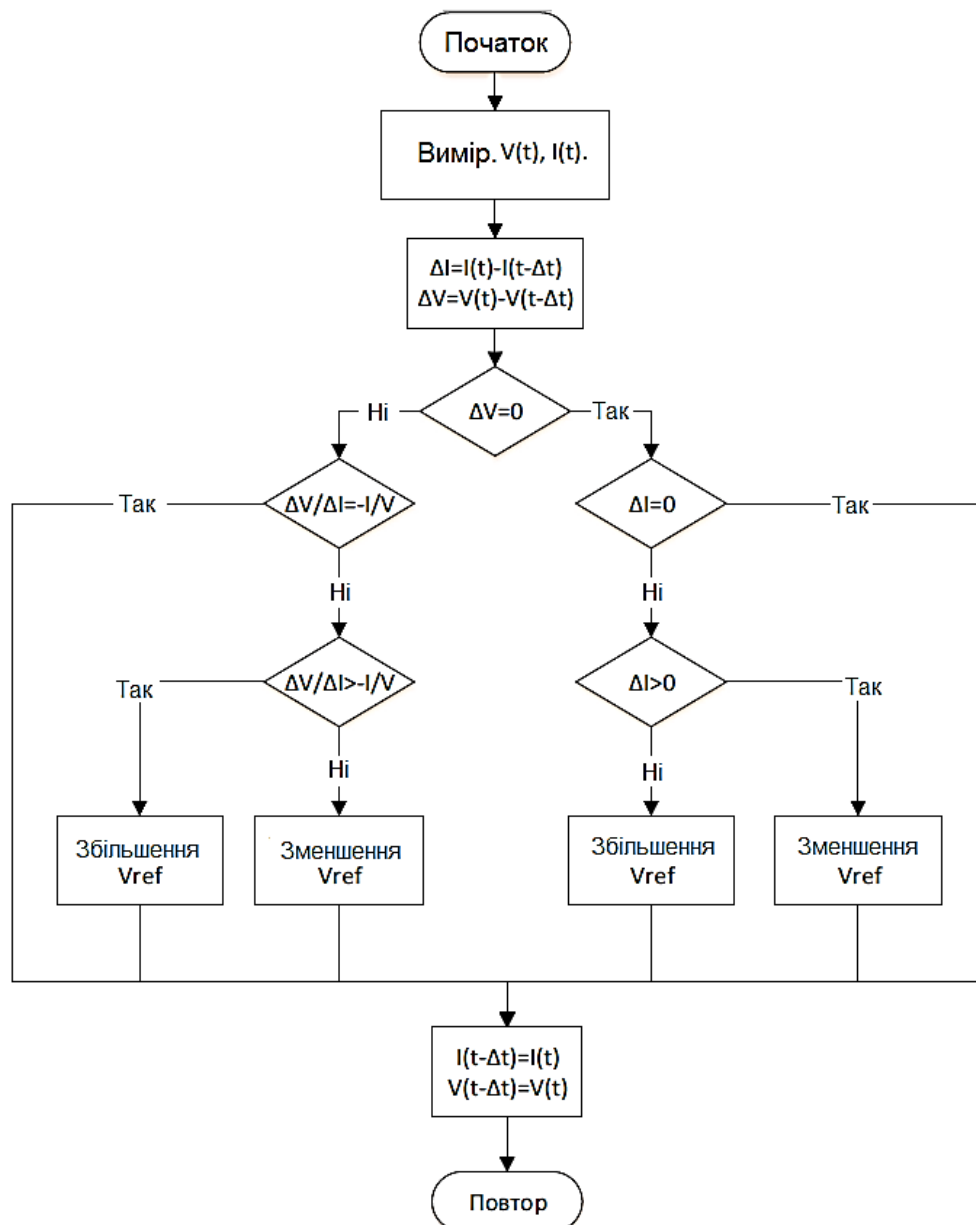 Початок
Вимір. V(t), I(t).
ΔI=I(t)-I(t-Δt)
ΔV=V(t)-V(t-Δt)
Ні
ΔV=0
Так
Так
ΔV/ΔI=-I/V
ΔI=0
Так
Ні
Ні
Так
ΔV/ΔI>-I/V
ΔI>0
Так
Ні
Ні
Збільшення
Vref
Зменшення
Vref
Збільшення
Vref
Зменшення
Vref
I(t-Δt)=I(t)
V(t-Δt)=V(t)
Повтор